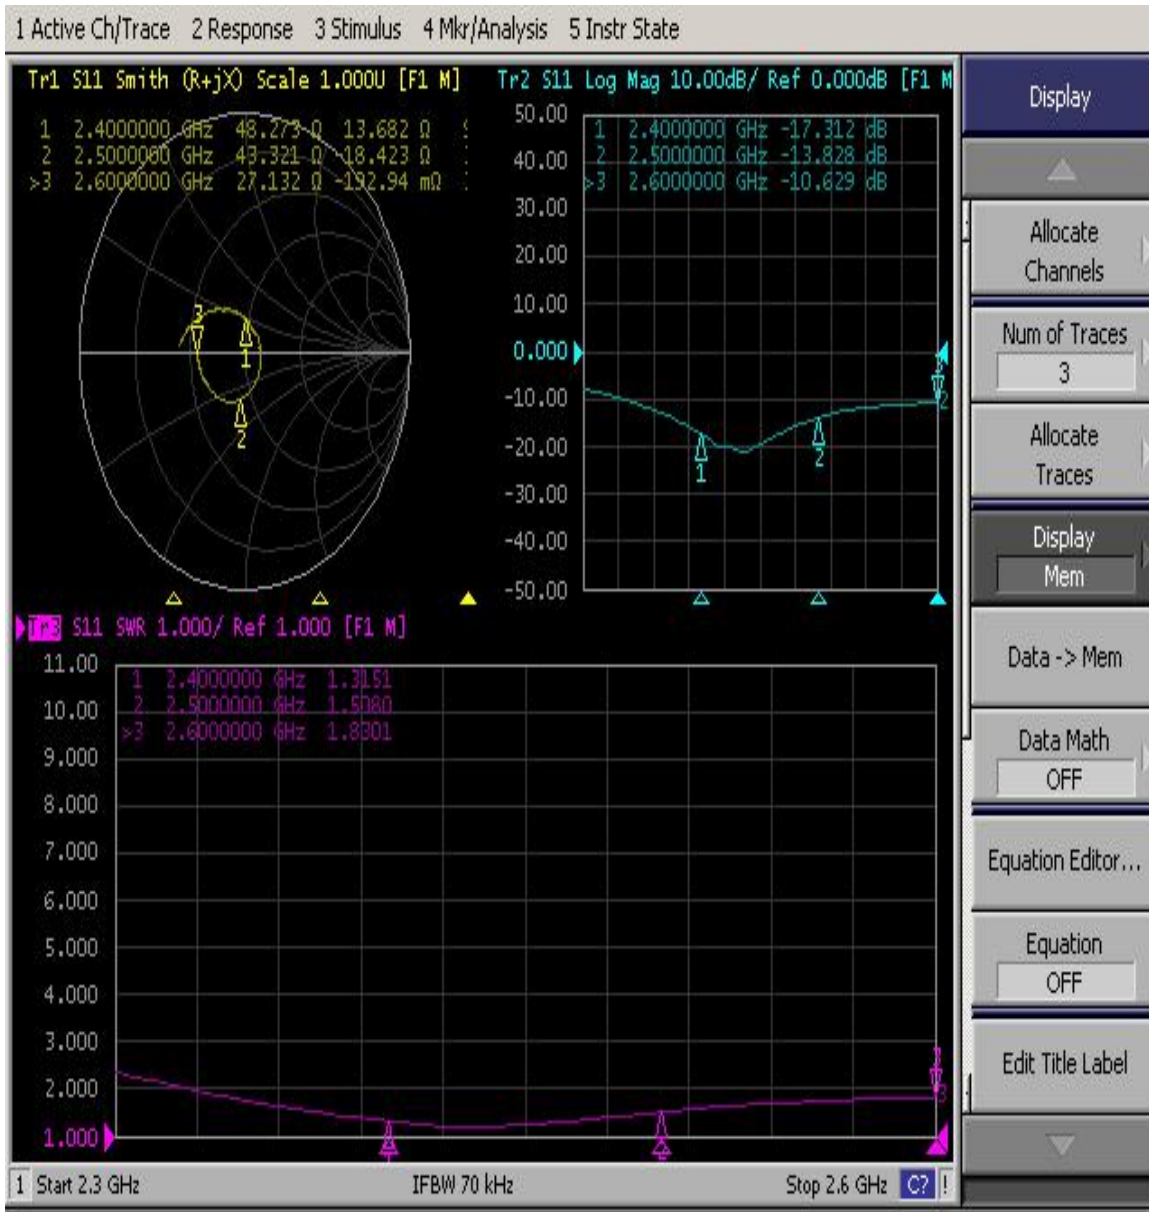 1 Active Ch/Trace 2 Response 3 Stimulus 4 Mkr/Analysis 5 Instr State
Tr1 S11 Smith (R+jX) Scale 1.000U [F1 M]
1 2.4000000 GHz 48.273 Ω 13.682 Ω
2 2.5000000 GHz 43.321 Ω -18.423 Ω
>3 2.6000000 GHz 27.132 Ω -192.94 mΩ
3
1
2
Tr2 S11 Log Mag 10.00dB/ Ref 0.000dB [F1 M
50.00
1 2.4000000 GHz -17.312 dB
2 2.5000000 GHz -13.828 dB
>3 2.6000000 GHz -10.629 dB
40.00
30.00
20.00
10.00
0.000
-10.00
-20.00
-30.00
-40.00
-50.00
1
2
2
Tr3 S11 SWR 1.000/ Ref 1.000 [F1 M]
11.00
1 2.4000000 GHz 1.3151
2 2.5000000 GHz 1.5080
>3 2.6000000 GHz 1.8301
10.00
9.000
8.000
7.000
6.000
5.000
4.000
3.000
2.000
1.000
3
1 Start 2.3 GHz IFBW 70 kHz Stop 2.6 GHz C? !
Display
Allocate
Channels
Num of Traces
3
Allocate
Traces
Display
Mem
Data -> Mem
Data Math
OFF
Equation Editor...
Equation
OFF
Edit Title Label